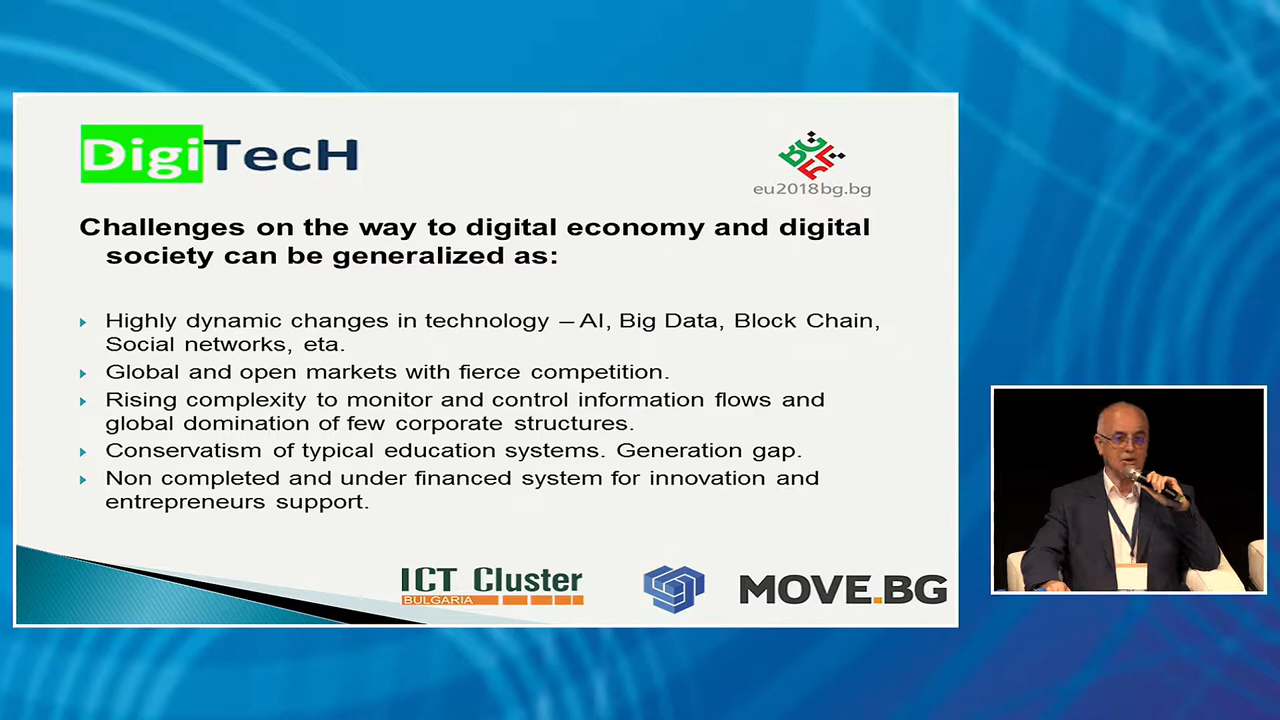 DigiTecH
eu2018bg.bg
Challenges on the way to digital economy and digital
society can be generalized as:
Highly dynamic changes in technology – AI, Big Data, Block Chain,
Social networks, eta.
Global and open markets with fierce competition.
Rising complexity to monitor and control information flows and
global domination of few corporate structures.
Conservatism of typical education systems. Generation gap.
Non completed and under financed system for innovation and
entrepreneurs support.
ICT Cluster
BULGARIA
MOVE.BG